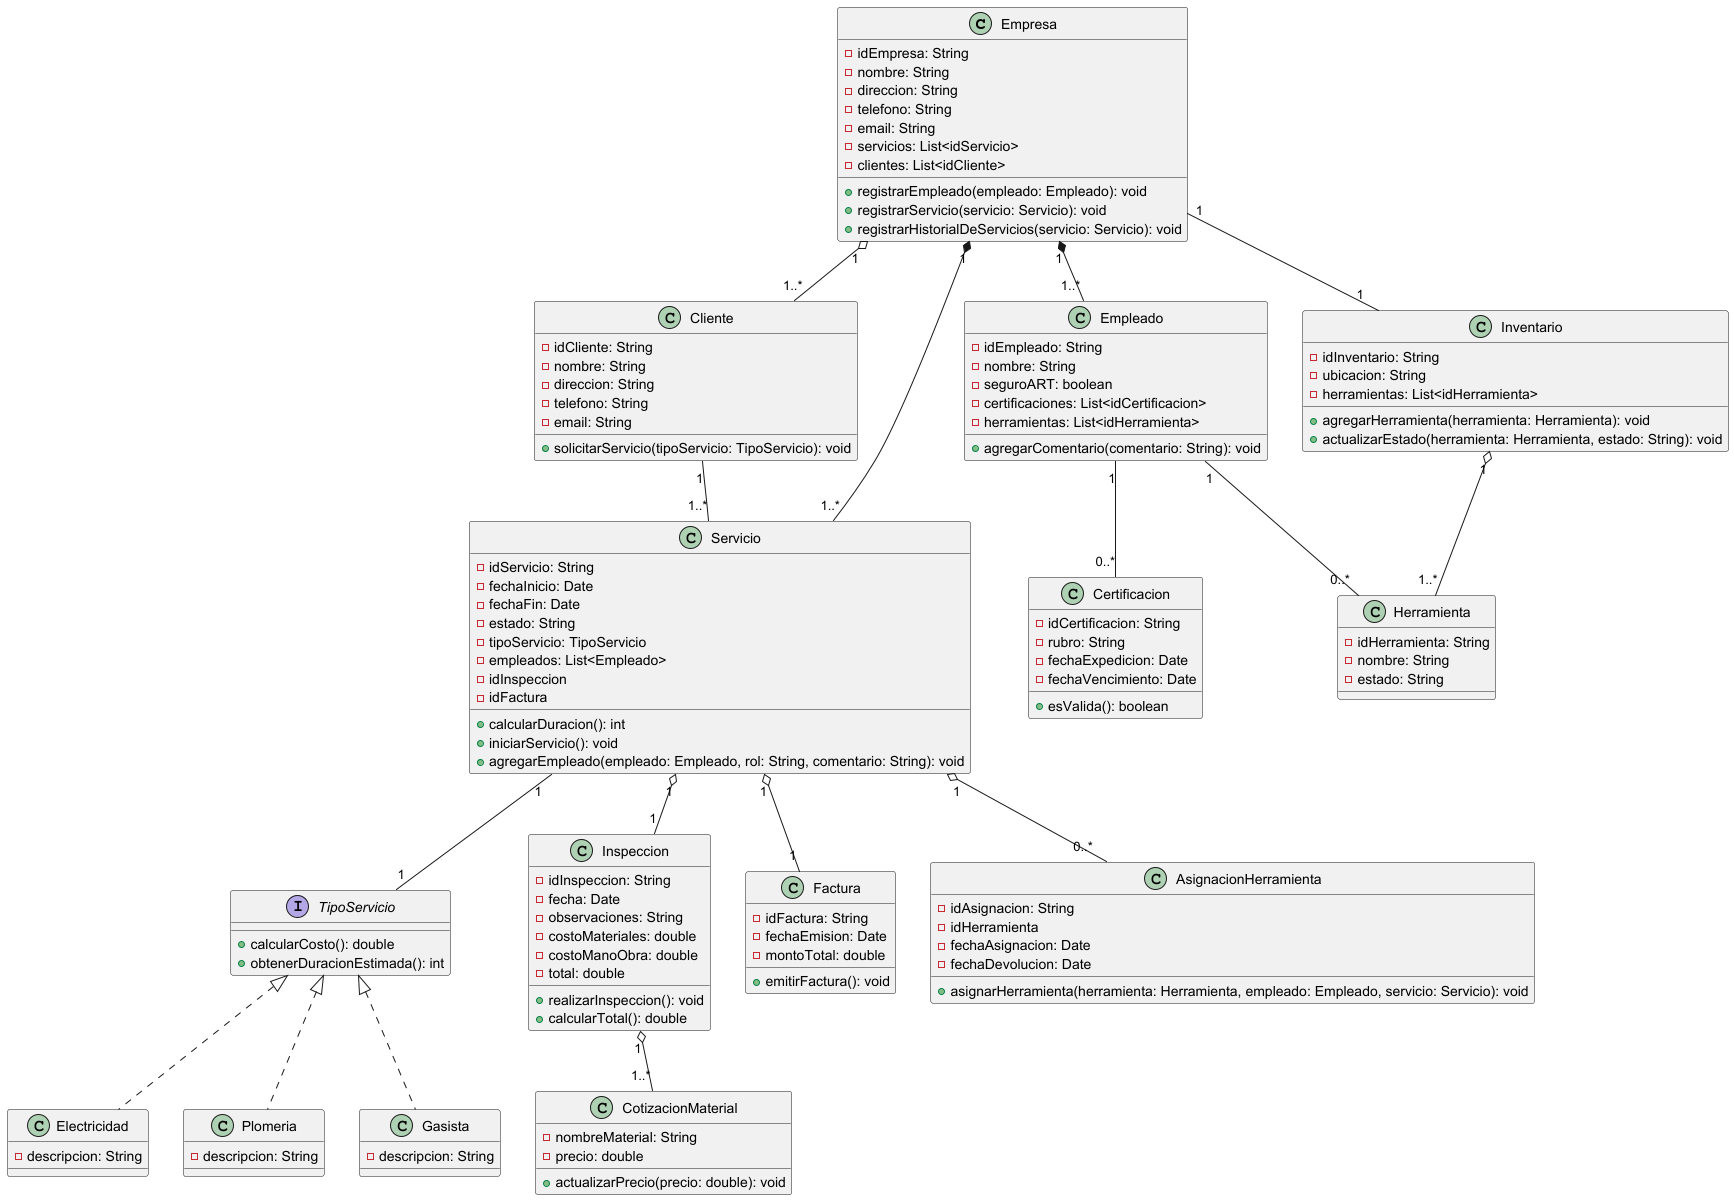 C Empresa
idEmpresa: String
nombre: String
direccion: String
telefono: String
email: String
servicios: List<idServicio>
clientes: List<idCliente>
registrarEmpleado(empleado: Empleado): void
registrarServicio(servicio: Servicio): void
registrarHistorialDeServicios(servicio: Servicio): void
1
1
1
1
1..*
1..*
1
C Cliente
idCliente: String
nombre: String
direccion: String
telefono: String
email: String
solicitarServicio(tipoServicio: TipoServicio): void
C Empleado
idEmpleado: String
nombre: String
seguroART: boolean
certificaciones: List<idCertificacion>
herramientas: List<idHerramienta>
agregarComentario(comentario: String): void
C Inventario
idInventario: String
ubicacion: String
herramientas: List<idHerramienta>
agregarHerramienta(herramienta: Herramienta): void
actualizarEstado(herramienta: Herramienta, estado: String): void
1
1
1
1
1..*
1..*
0..*
0..*
1..*
C Servicio
idServicio: String
fechaInicio: Date
fechaFin: Date
estado: String
tipoServicio: TipoServicio
empleados: List<Empleado>
idInspeccion
idFactura
calcularDuracion(): int
iniciarServicio(): void
agregarEmpleado(empleado: Empleado, rol: String, comentario: String): void
C Certificacion
idCertificacion: String
rubro: String
fechaExpedicion: Date
fechaVencimiento: Date
esValida(): boolean
C Herramienta
idHerramienta: String
nombre: String
estado: String
1
1
1
1
1
1
1
0..*
I TipoServicio
calcularCosto(): double
obtenerDuracionEstimada(): int
C Inspeccion
idInspeccion: String
fecha: Date
observaciones: String
costoMateriales: double
costoManoObra: double
total: double
realizarInspeccion(): void
calcularTotal(): double
C Factura
idFactura: String
fechaEmision: Date
montoTotal: double
emitirFactura(): void
C AsignacionHerramienta
idAsignacion: String
idHerramienta
fechaAsignacion: Date
fechaDevolucion: Date
asignarHerramienta(herramienta: Herramienta, empleado: Empleado, servicio: Servicio): void
1
1..*
C Electricidad
descripcion: String
C Plomeria
descripcion: String
C Gasista
descripcion: String
C CotizacionMaterial
nombreMaterial: String
precio: double
actualizarPrecio(precio: double): void